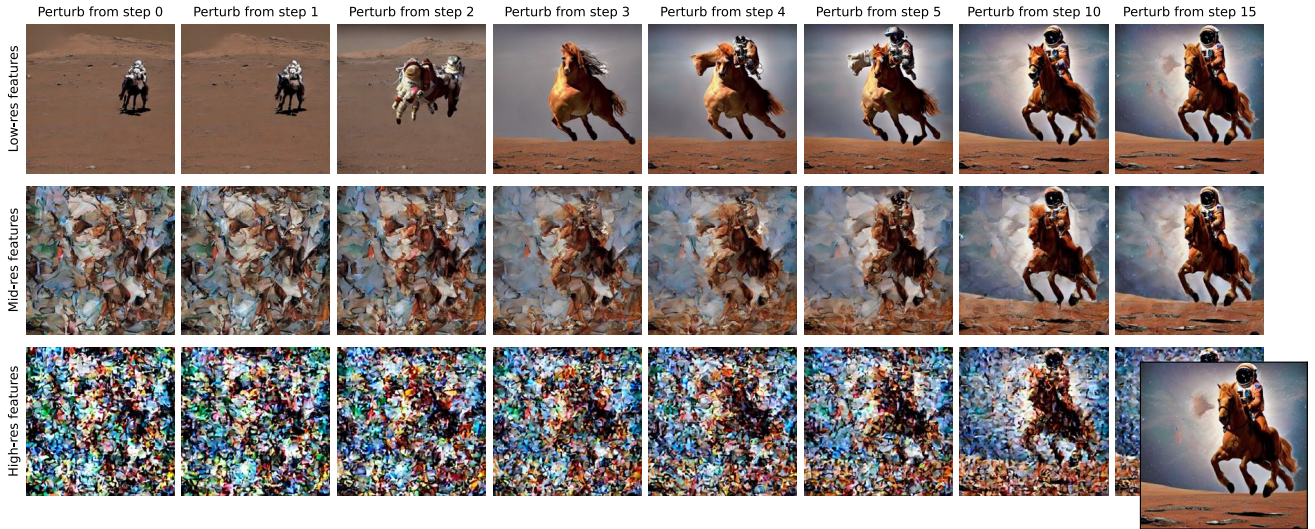 Perturb from step 0 Perturb from step 1 Perturb from step 2 Perturb from step 3 Perturb from step 4 Perturb from step 5 Perturb from step 10 Perturb from step 15
Low-res features
Mid-res features
High-res features